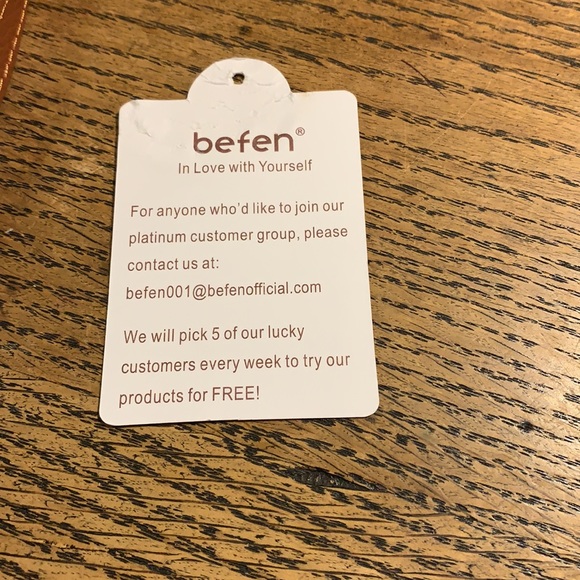 befen®
In Love with Yourself
For anyone who'd like to join our
platinum customer group, please
contact us at:
befen001@befenofficial.com
We will pick 5 of our lucky
customers every week to try our
products for FREE!